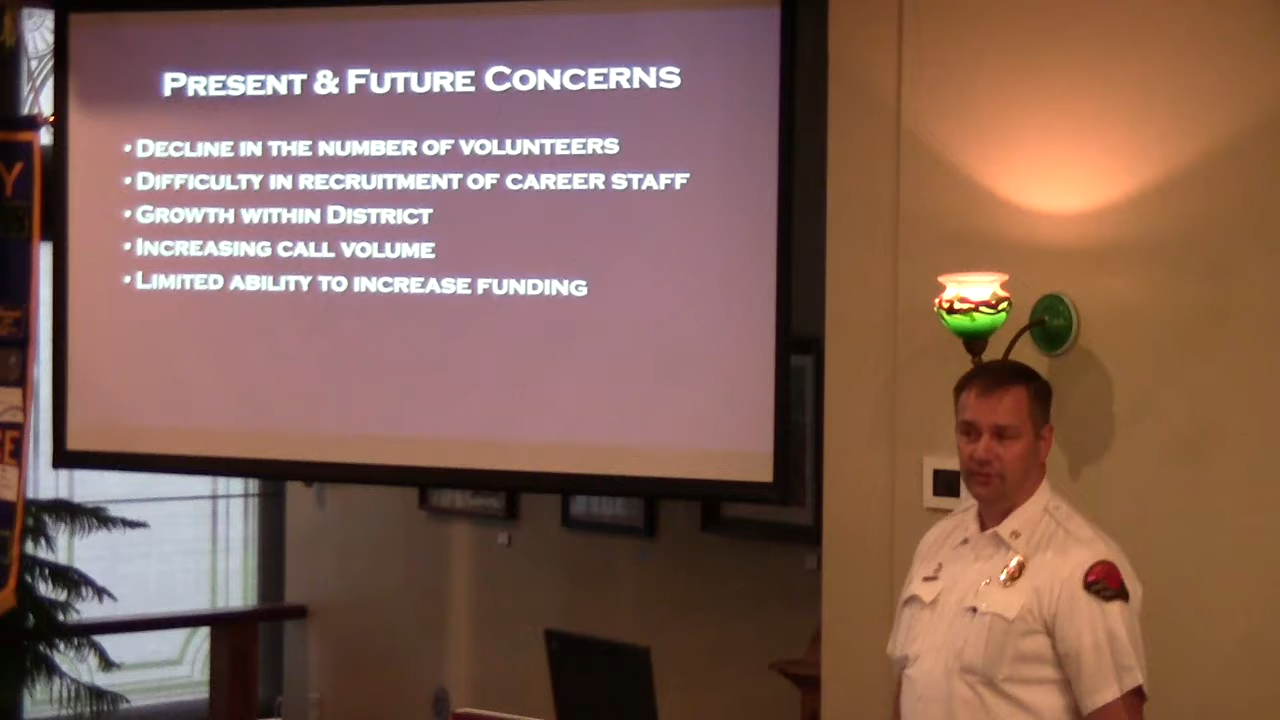 PRESENT & FUTURE CONCERNS
• DECLINE IN THE NUMBER OF VOLUNTEERS
• DIFFICULTY IN RECRUITMENT OF CAREER STAFF
• GROWTH WITHIN DISTRICT
• INCREASING CALL VOLUME
• LIMITED ABILITY TO INCREASE FUNDING
Y
GE